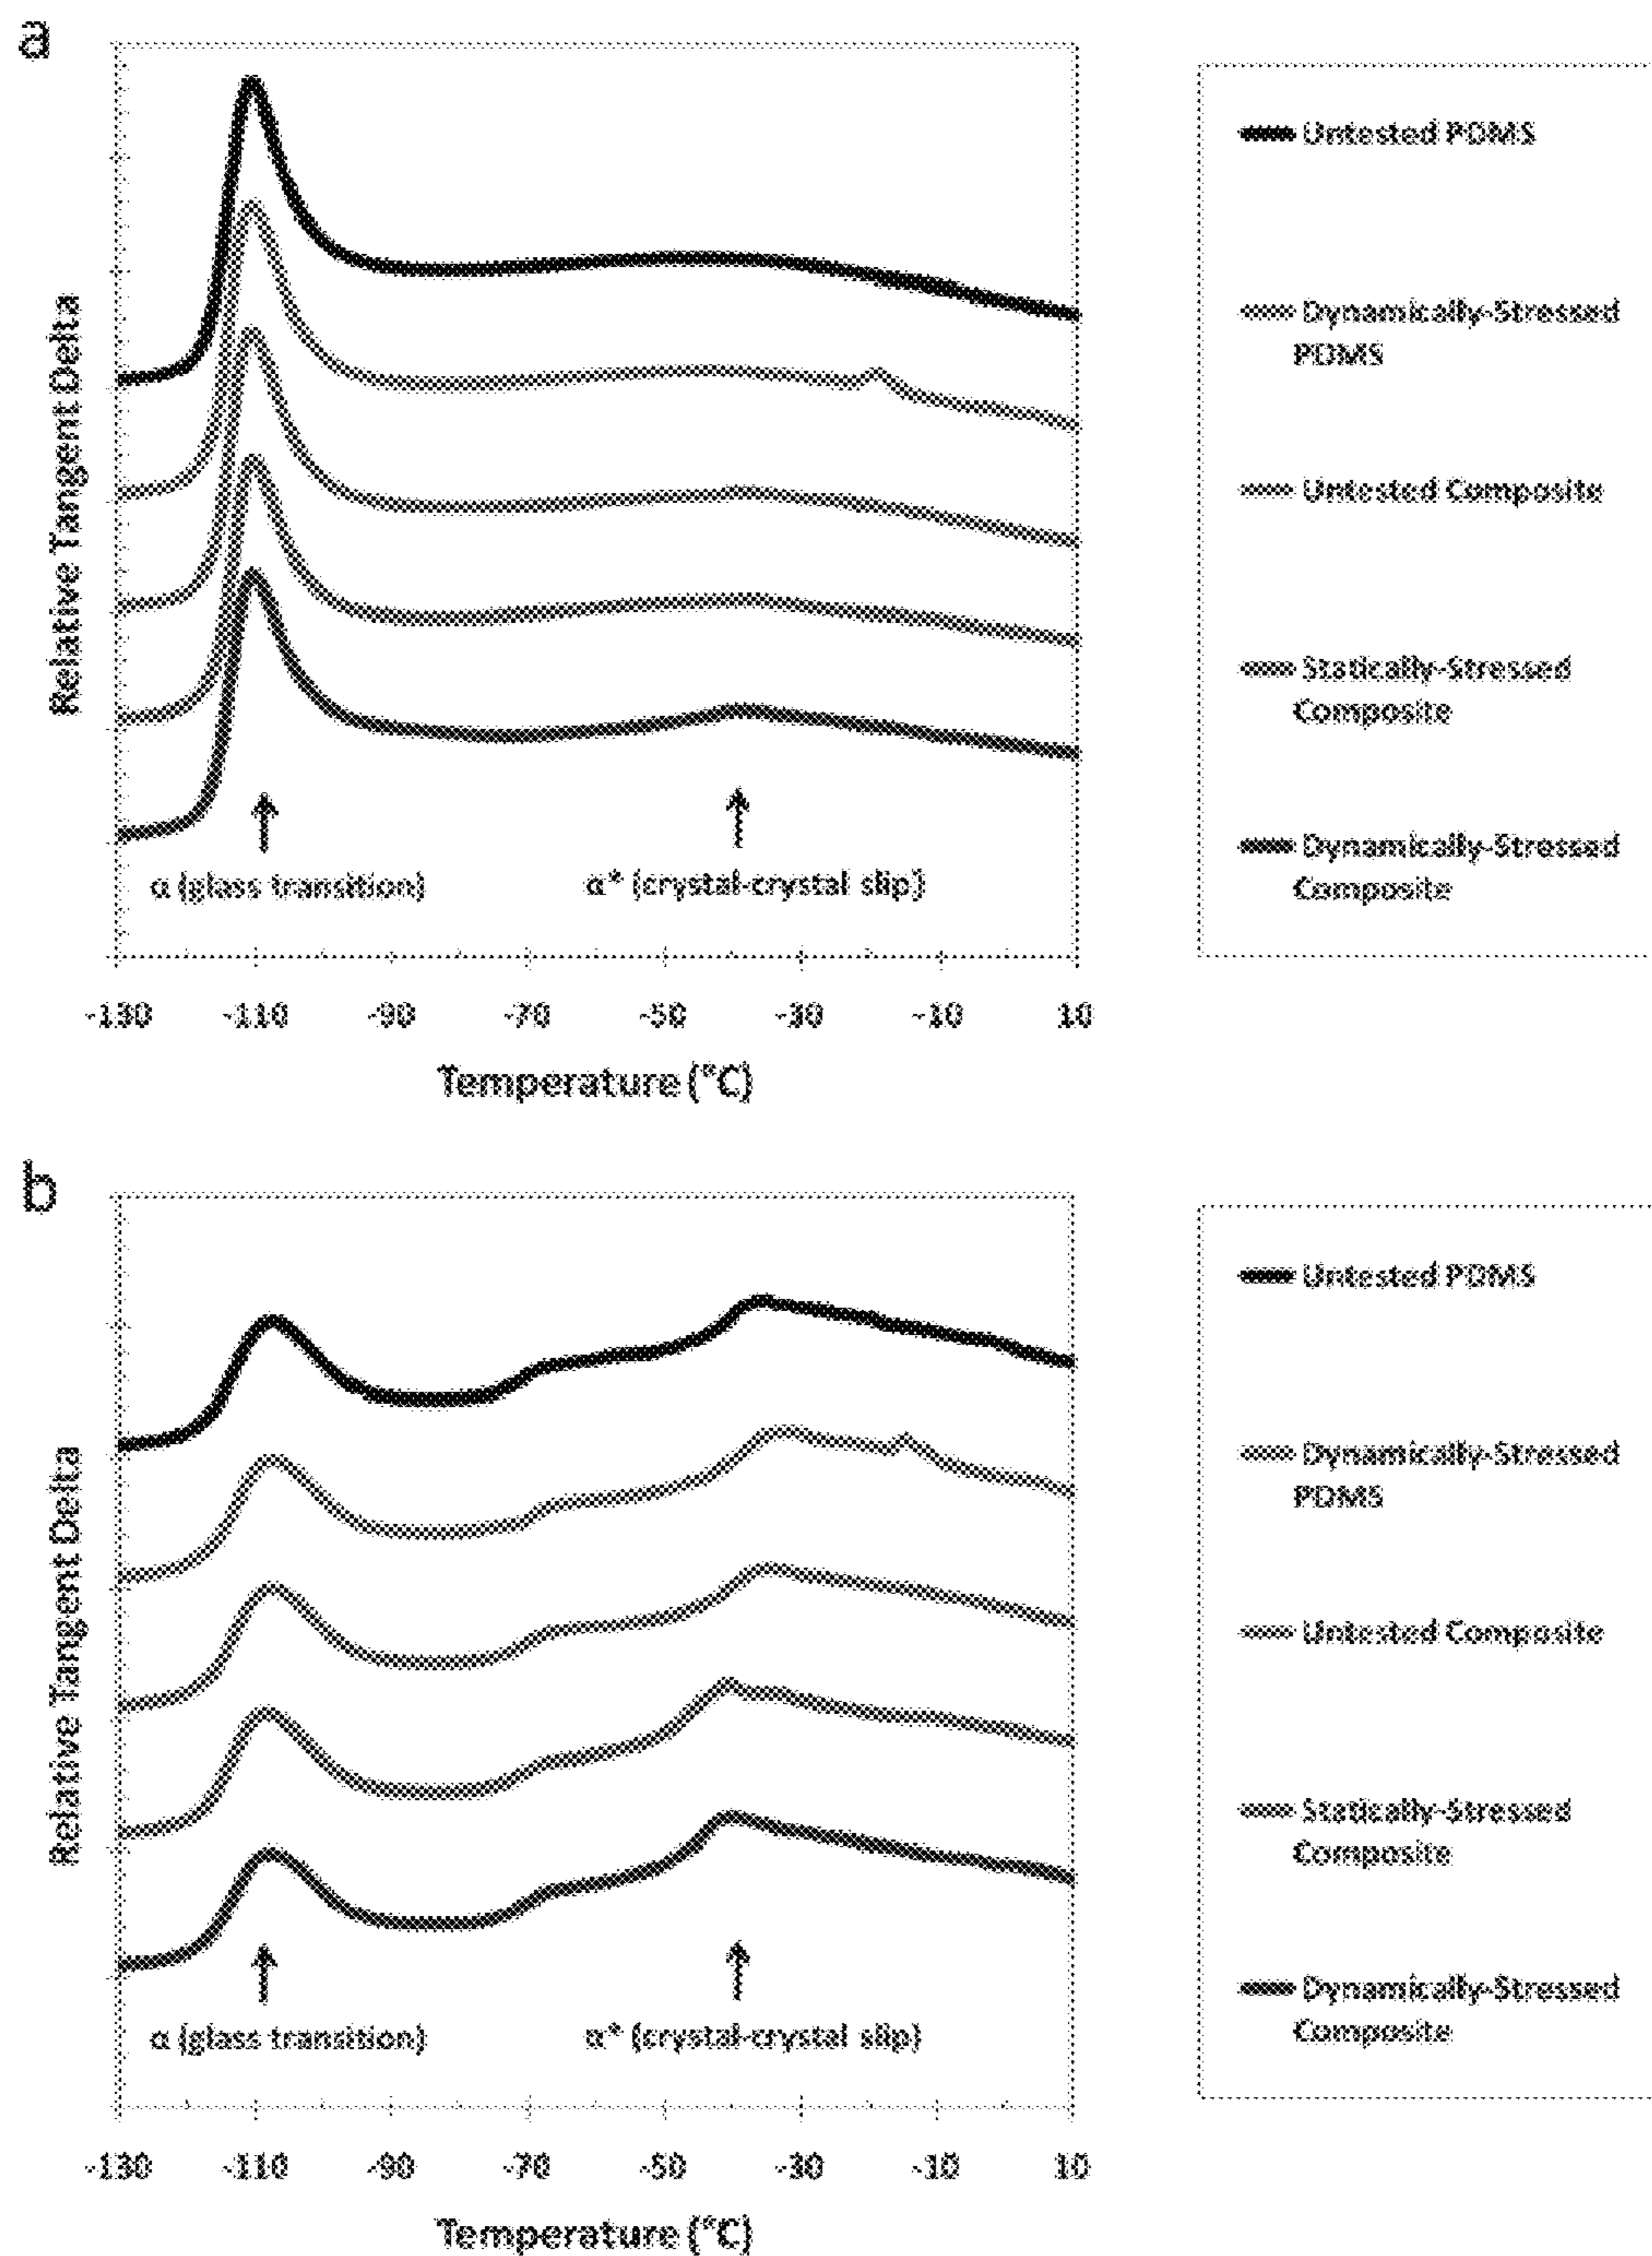 a
Relative Tangent Delta
α (glass transition)
α* (crystal-crystal slip)
-130 -110 -90 -70 -50 -30 -10 10
Temperature (°C)
Untested PDMS
Dynamically-Stressed
PDMS
Untested Composite
Statically-Stressed
Composite
Dynamically-Stressed
Composite
b
Relative Tangent Delta
α (glass transition)
α* (crystal-crystal slip)
-130 -110 -90 -70 -50 -30 -10 10
Temperature (°C)
Untested PDMS
Dynamically-Stressed
PDMS
Untested Composite
Statically-Stressed
Composite
Dynamically-Stressed
Composite